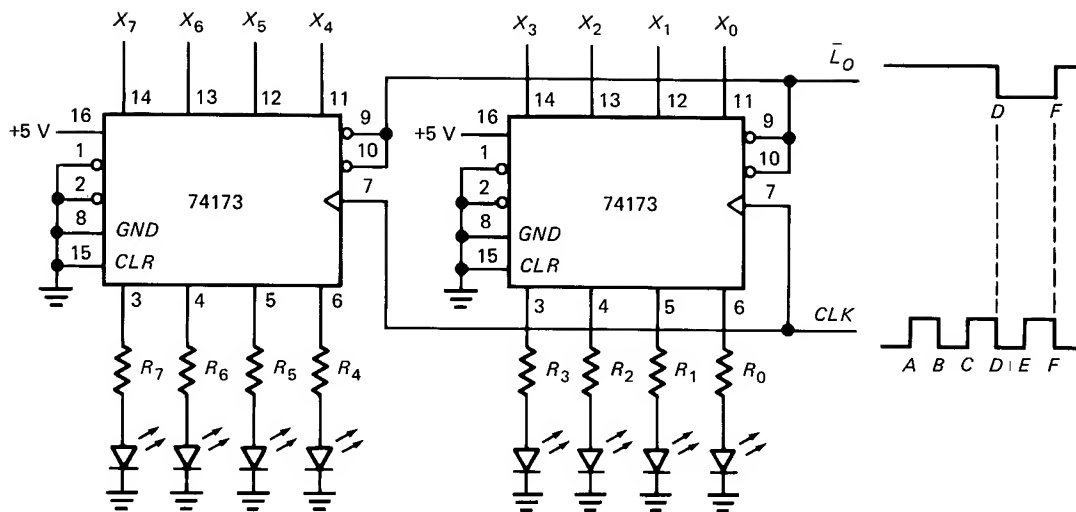 X₇ X₆ X₅ X₄ X₃ X₂ X₁ X₀
L̄_O
14 13 12 11
+5 V
16
1
2
8
15
74173
GND
CLR
9
10
7
3 4 5 6
14 13 12 11
+5 V
16
1
2
8
15
74173
GND
CLR
9
10
7
3 4 5 6
D F
CLK
A B C D E F
R₇ R₆ R₅ R₄
R₃ R₂ R₁ R₀